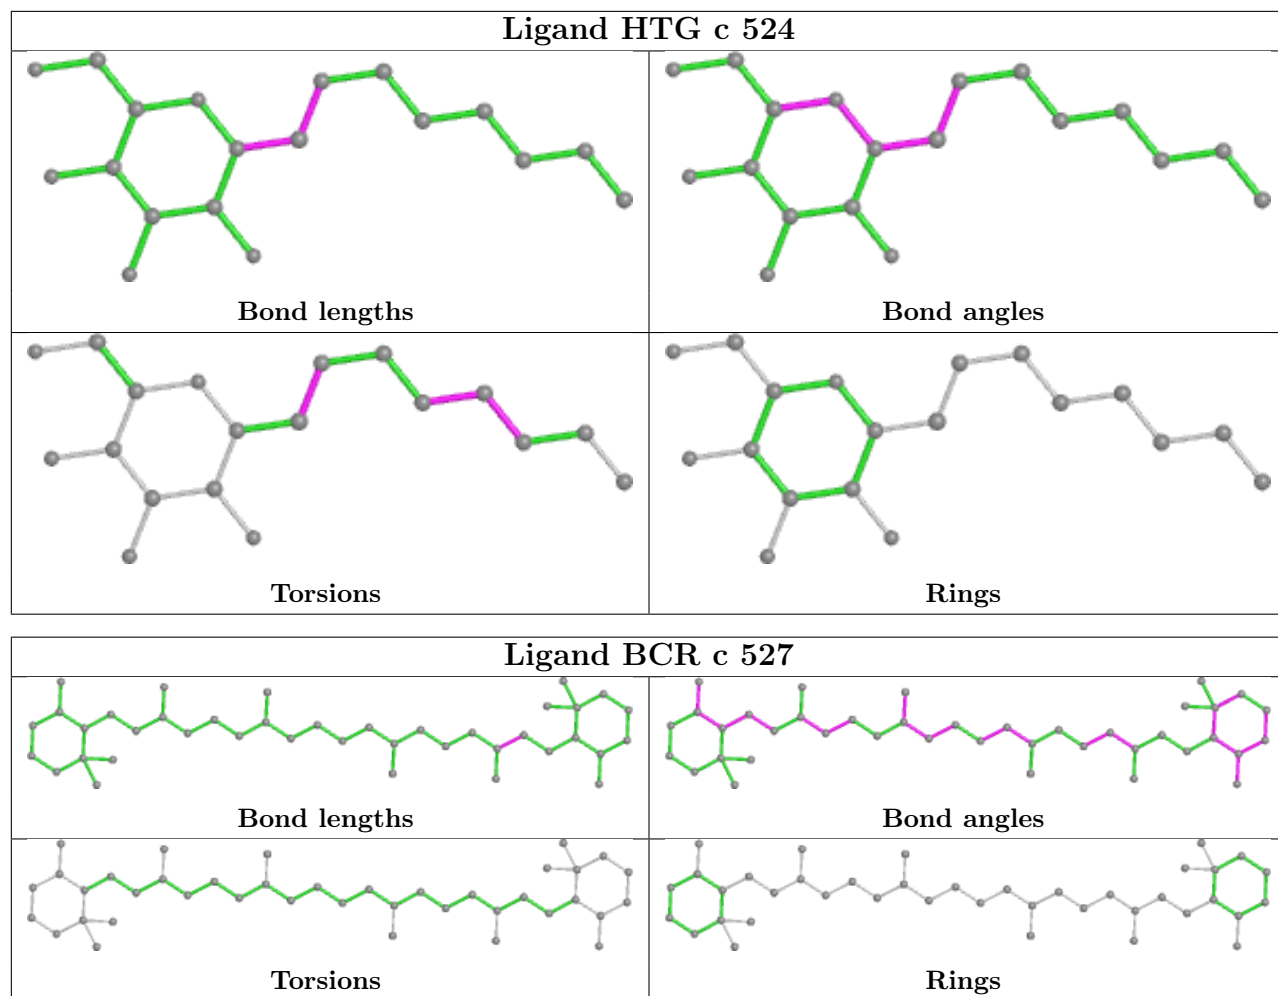 Ligand HTG c 524
Bond lengths
Bond angles
Torsions
Rings
Ligand BCR c 527
Bond lengths
Bond angles
Torsions
Rings